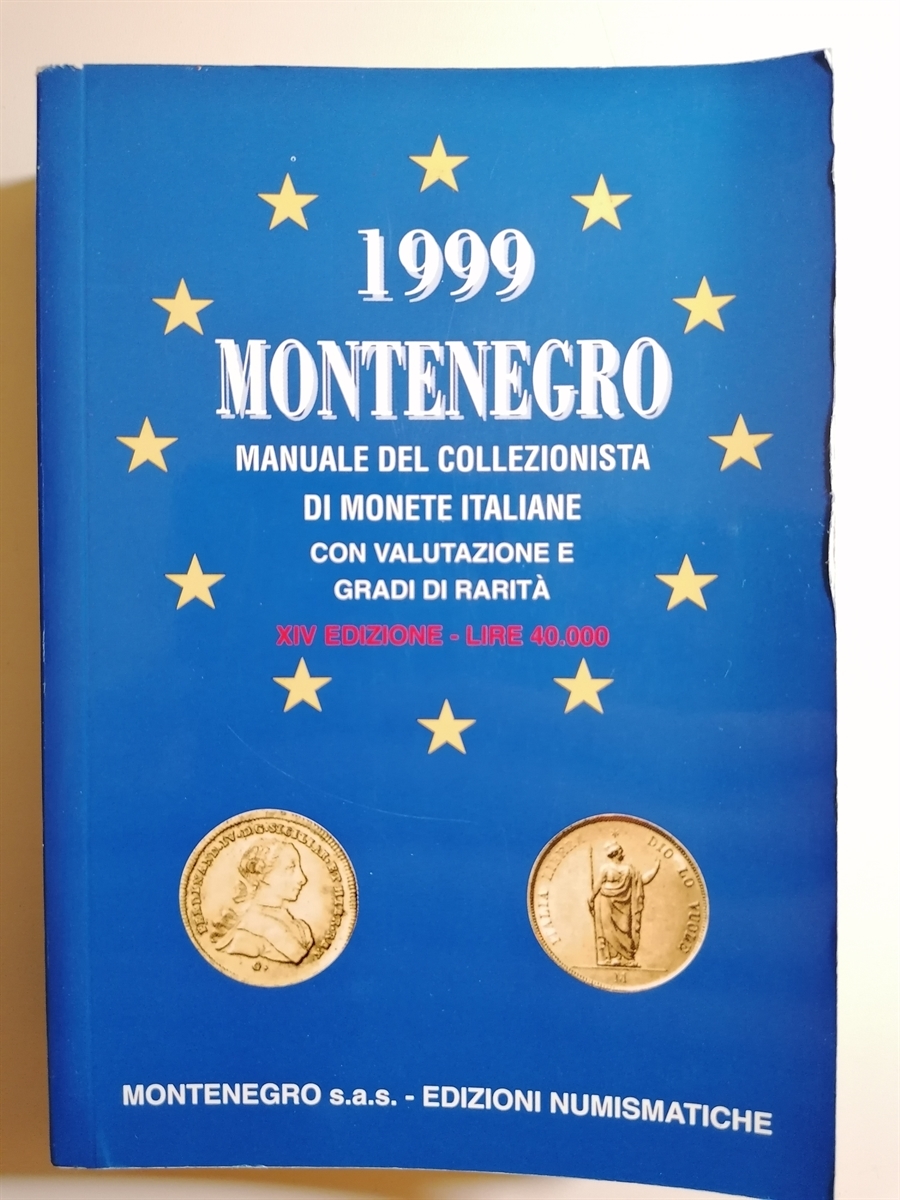 1999
MONTENEGRO
MANUALE DEL COLLEZIONISTA
DI MONETE ITALIANE
CON VALUTAZIONE E
GRADI DI RARITÀ
XIV EDIZIONE - LIRE 40.000
ITALIA LIBERA DIO LO VUOLE
M
MONTENEGRO s.a.s. - EDIZIONI NUMISMATICHE